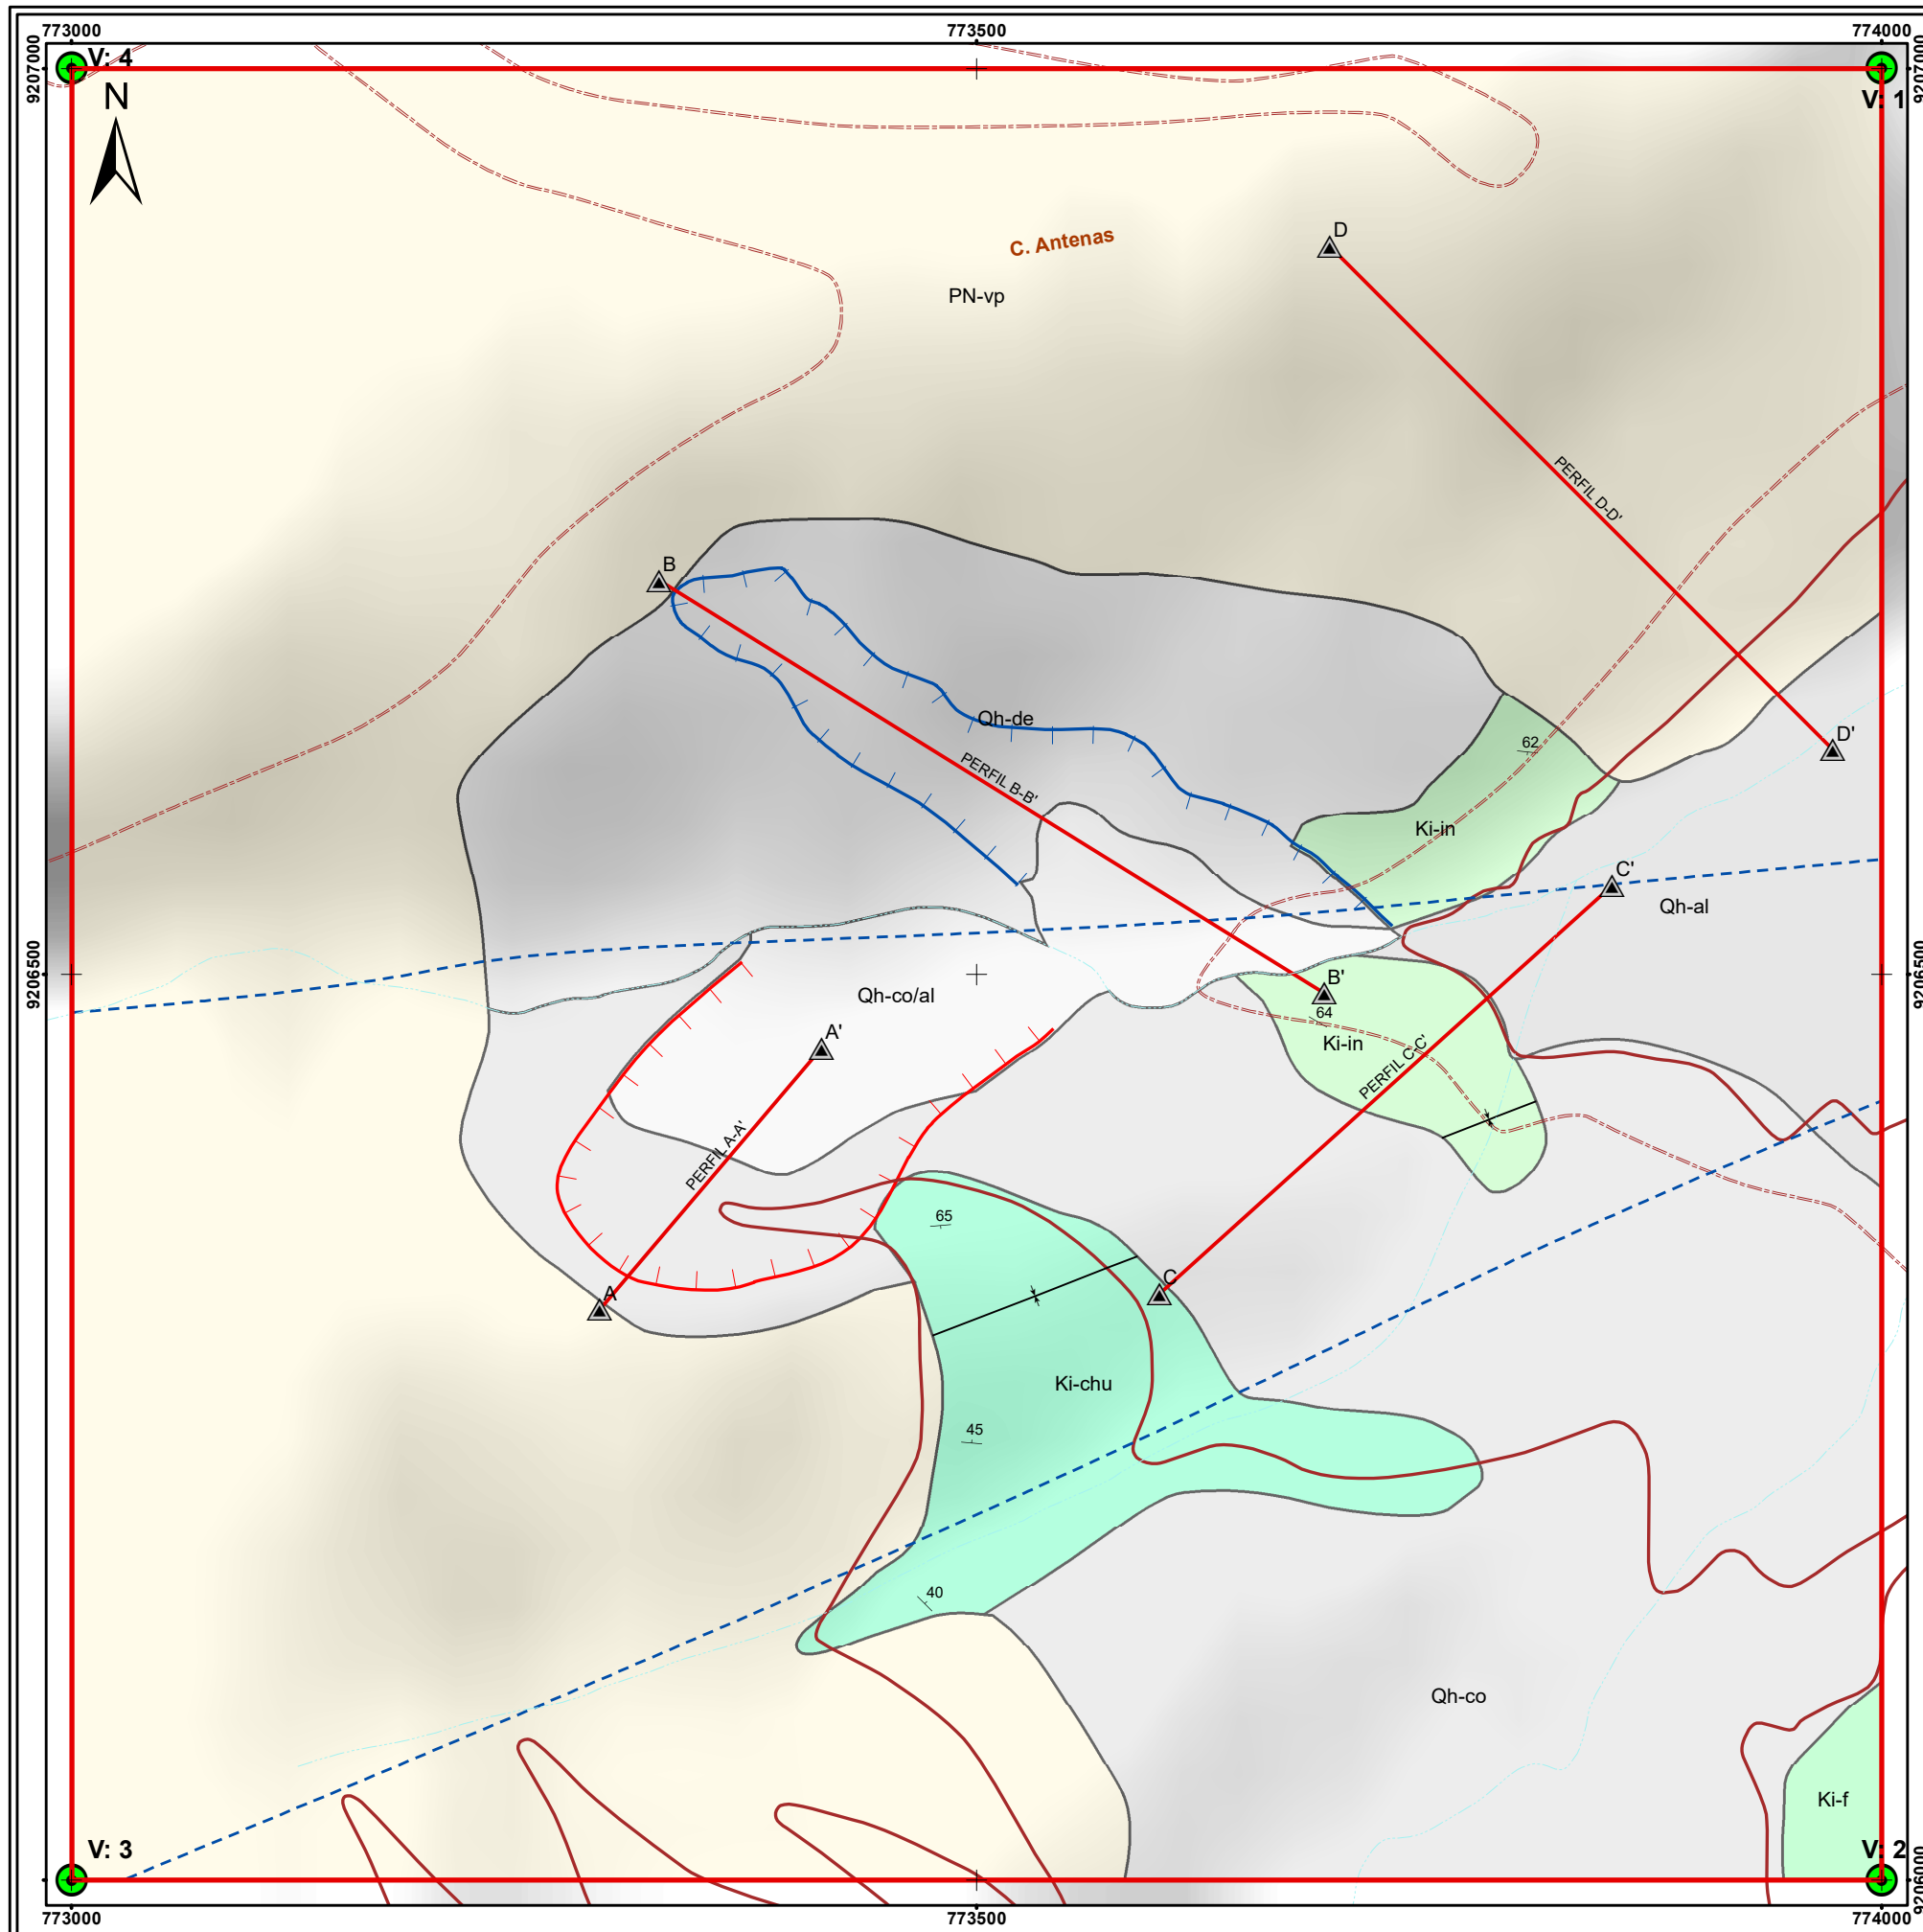 773000
773500
774000
9207000
9207000
V: 4
V: 1
N
C. Antenas
D
PN-vp
PERFIL D-D'
B
Qh-de
62
D'
PERFIL B-B'
Ki-in
C'
Qh-al
9206500
9206500
Qh-co/al
B'
64
A'
Ki-in
PERFIL C-C'
PERFIL A-A'
65
C
A
Ki-chu
45
40
Qh-co
Ki-f
V: 3
V: 2
9206000
773000
773500
774000